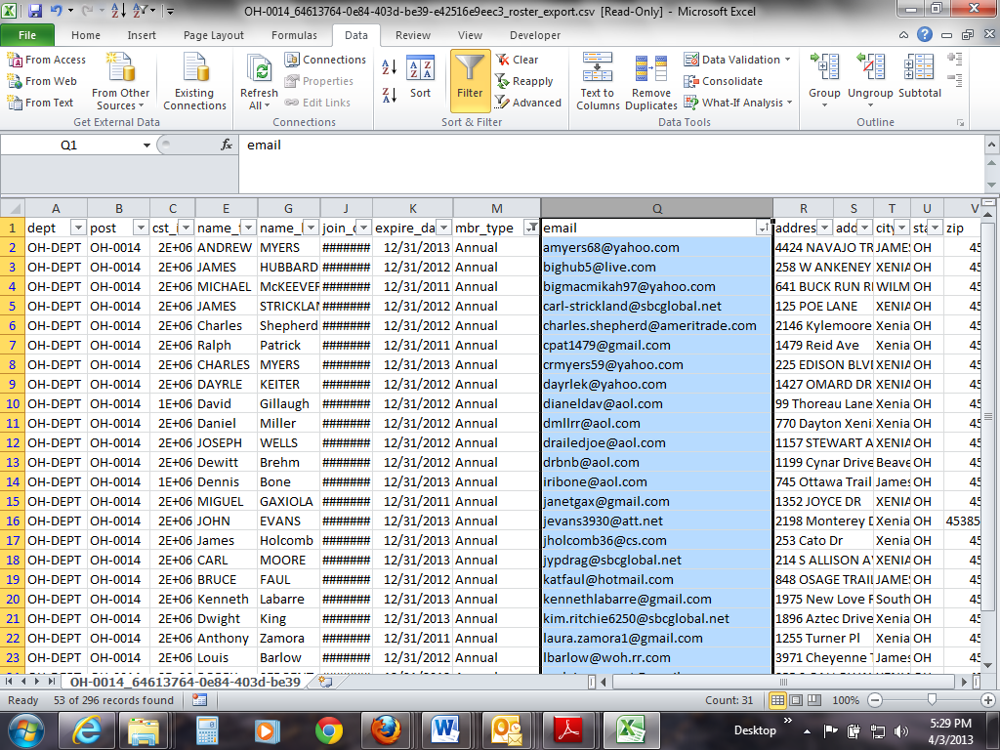 OH-0014_64613764-0e84-403d-be39-e42516e9eec3_roster_export.csv [Read-Only] - Microsoft Excel
File Home Insert Page Layout Formulas Data Review View Developer
From Access
From Web
From Text
From Other Sources
Existing Connections
Get External Data
Refresh All
Connections
Properties
Edit Links
Connections
Sort
Filter
Clear
Reapply
Advanced
Sort & Filter
Text to Columns
Remove Duplicates
Data Validation
Consolidate
What-If Analysis
Data Tools
Group
Ungroup
Subtotal
Outline
Q1 fx email
A B C E G J K M Q R S T U V
1 dept post cst_i name_ name_ join_d expire_da mbr_type email addres add city sta zip
2 OH-DEPT OH-0014 2E+06 ANDREW MYERS ####### 12/31/2013 Annual amyers68@yahoo.com 4424 NAVAJO TR JAMES OH 45
3 OH-DEPT OH-0014 2E+06 JAMES HUBBARD ####### 12/31/2012 Annual bighub5@live.com 258 W ANKENEY XENIA OH 45
4 OH-DEPT OH-0014 2E+06 MICHAEL McKEEVER ####### 12/31/2011 Annual bigmacmikah97@yahoo.com 641 BUCK RUN R WILM OH 45
5 OH-DEPT OH-0014 2E+06 JAMES STRICKLAN ####### 12/31/2012 Annual carl-strickland@sbcglobal.net 125 POE LANE XENIA OH 45
6 OH-DEPT OH-0014 2E+06 Charles Shepherd ####### 12/31/2012 Annual charles.shepherd@ameritrade.com 2146 Kylemoore Xenia OH 45
7 OH-DEPT OH-0014 2E+06 Ralph Patrick ####### 12/31/2011 Annual cpat1479@gmail.com 1479 Reid Ave Xenia OH 45
8 OH-DEPT OH-0014 2E+06 CHARLES MYERS ####### 12/31/2013 Annual crmyers59@yahoo.com 225 EDISON BLV XENIA OH 45
9 OH-DEPT OH-0014 2E+06 DAYRLE KEITER ####### 12/31/2012 Annual dayrlek@yahoo.com 1427 OMARD DR XENIA OH 45
10 OH-DEPT OH-0014 1E+06 David Gillaugh ####### 12/31/2012 Annual dianeldav@aol.com 99 Thoreau Lane Xenia OH 45
11 OH-DEPT OH-0014 2E+06 Daniel Miller ####### 12/31/2012 Annual dmllrr@aol.com 770 Dayton Xeni Xenia OH 45
12 OH-DEPT OH-0014 2E+06 JOSEPH WELLS ####### 12/31/2012 Annual drailedjoe@aol.com 1157 STEWART A XENIA OH 45
13 OH-DEPT OH-0014 2E+06 Dewitt Brehm ####### 12/31/2012 Annual drbnb@aol.com 1199 Cynar Drive Beave OH 45
14 OH-DEPT OH-0014 1E+06 Dennis Bone ####### 12/31/2013 Annual iribone@aol.com 745 Ottawa Trail James OH 45
15 OH-DEPT OH-0014 2E+06 MIGUEL GAXIOLA ####### 12/31/2011 Annual janetgax@gmail.com 1352 JOYCE DR XENIA OH 45
16 OH-DEPT OH-0014 2E+06 JOHN EVANS ####### 12/31/2013 Annual jevans3930@att.net 2198 Monterey D Xenia OH 45385
17 OH-DEPT OH-0014 2E+06 James Holcomb ####### 12/31/2013 Annual jholcomb36@cs.com 253 Cato Dr Xenia OH 45
18 OH-DEPT OH-0014 2E+06 CARL MOORE ####### 12/31/2013 Annual jypdrag@sbcglobal.net 214 S ALLISON A XENIA OH 45
19 OH-DEPT OH-0014 2E+06 BRUCE FAUL ####### 12/31/2012 Annual katfaul@hotmail.com 848 OSAGE TRAIL JAMES OH 45
20 OH-DEPT OH-0014 2E+06 Kenneth Labarre ####### 12/31/2013 Annual kennethlabarre@gmail.com 1975 New Love R South OH 45
21 OH-DEPT OH-0014 2E+06 Dwight King ####### 12/31/2013 Annual kim.ritchie6250@sbcglobal.net 1896 Aztec Drive Xenia OH 45
22 OH-DEPT OH-0014 2E+06 Anthony Zamora ####### 12/31/2011 Annual laura.zamora1@gmail.com 1255 Turner Pl Xenia OH 45
23 OH-DEPT OH-0014 2E+06 Louis Barlow ####### 12/31/2012 Annual lbarlow@woh.rr.com 3971 Cheyenne T James OH 45
OH-0014_64613764-0e84-403d-be39
Ready 53 of 296 records found Count: 31 100%
Desktop 5:29 PM
4/3/2013